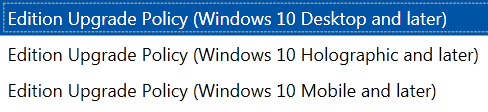 Edition Upgrade Policy (Windows 10 Desktop and later)
Edition Upgrade Policy (Windows 10 Holographic and later)
Edition Upgrade Policy (Windows 10 Mobile and later)